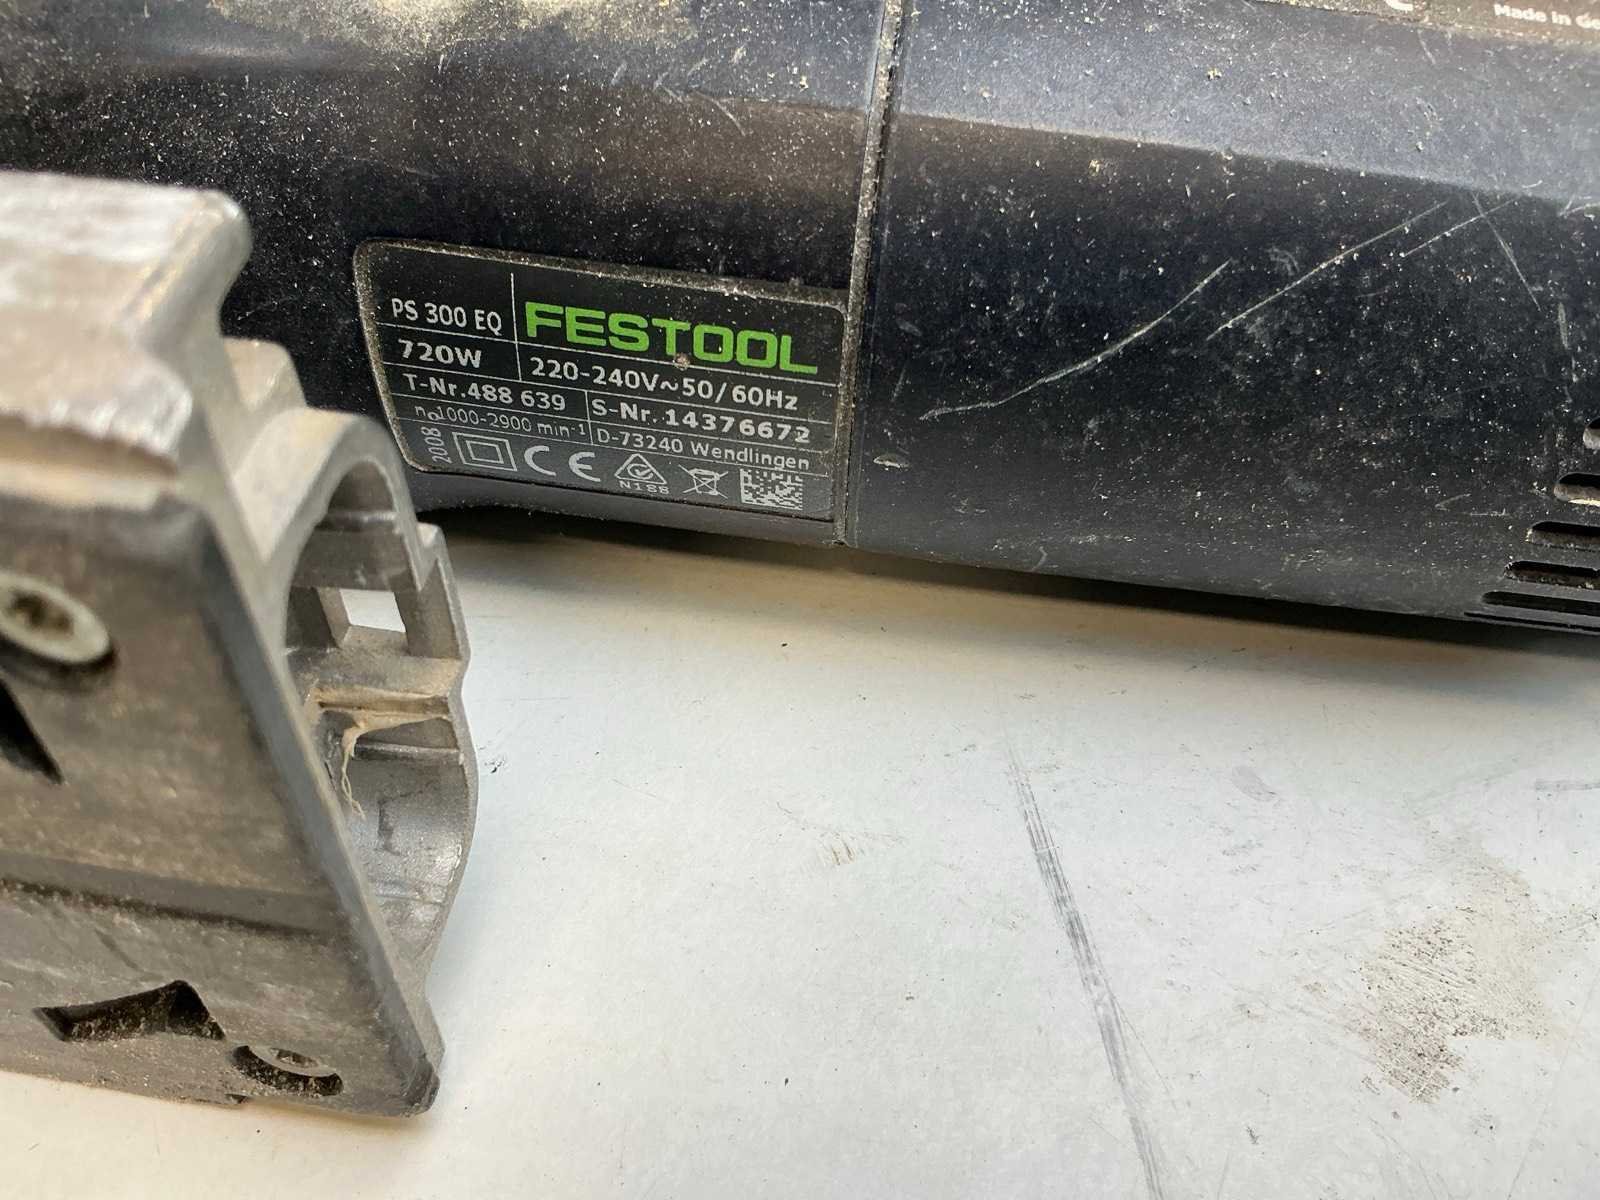 Made in Ge
PS 300 EQ
FESTOOL
720W
220-240V~50/60Hz
T-Nr.488 639
S-Nr.14376672
n₀1000-2900 min-1
D-73240 Wendlingen
2008
CE
N188